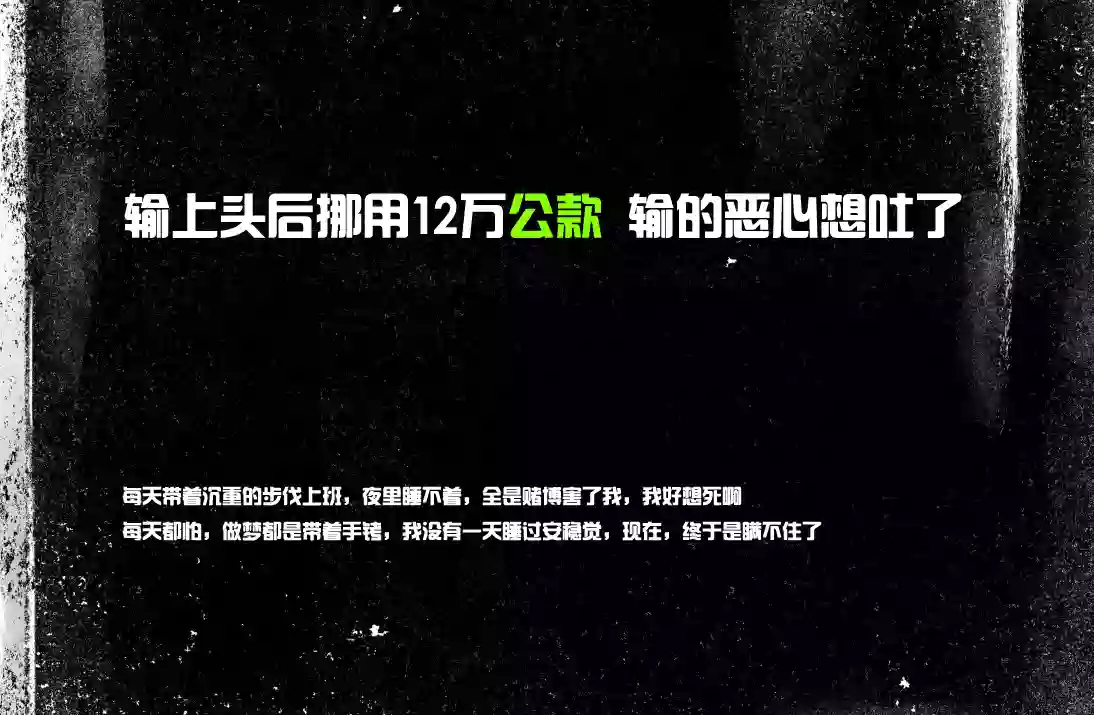 输上头后挪用12万公款 输的恶心想吐了
每天带着沉重的步伐上班，夜里睡不着，全是赌博害了我，我好想死啊
每天都怕，做梦都是带着手铐，我没有一天睡过安稳觉，现在，终于是瞒不住了